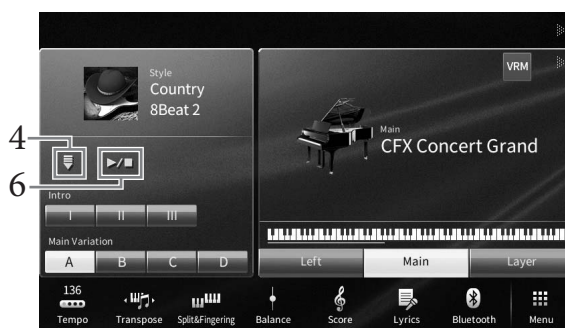 Style
Country
8Beat 2
4
6
Intro
I II III
Main Variation
A B C D
VRM
Main
CFX Concert Grand
Left Main Layer
136
Tempo Transpose Split&Fingering Balance Score Lyrics Bluetooth Menu